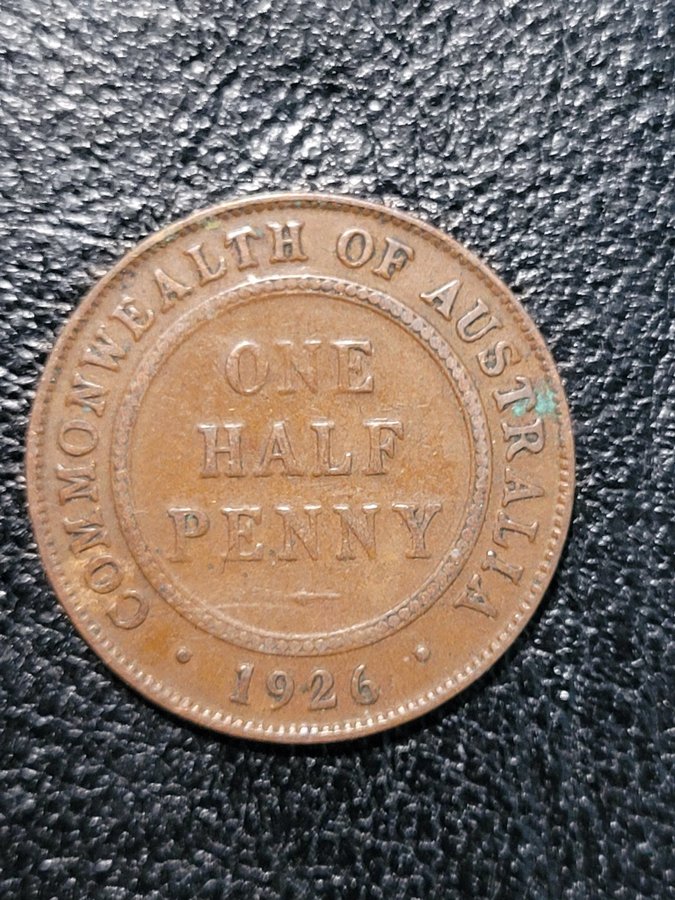 COMMONWEALTH OF AUSTRALIA
ONE
HALF
PENNY
· 1926 ·